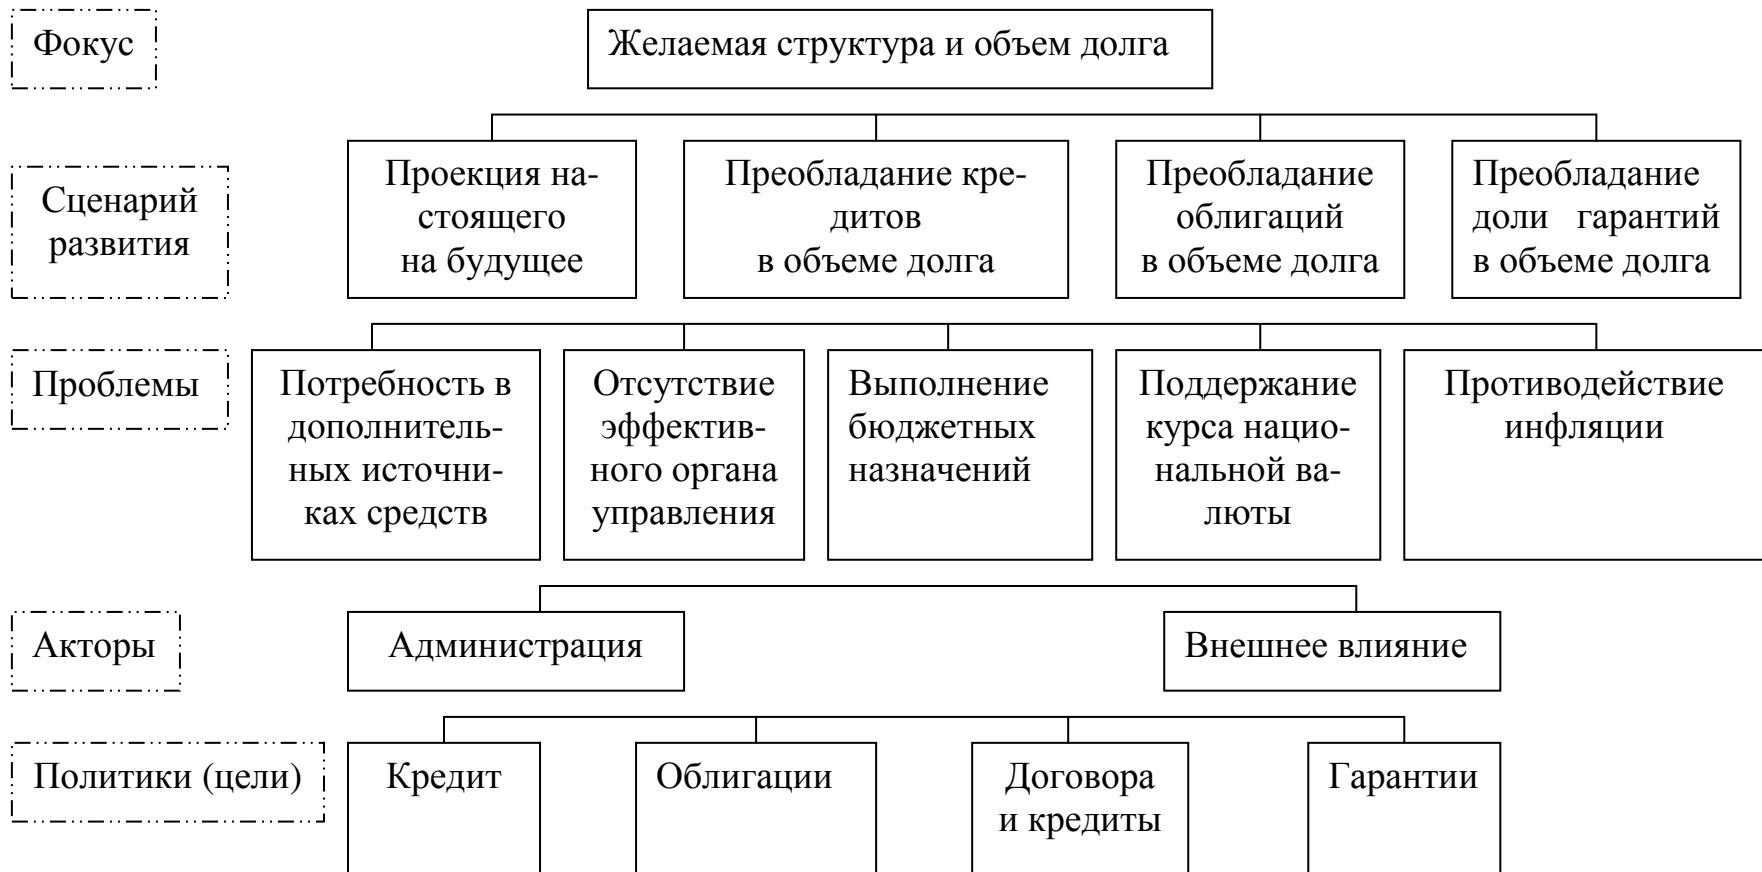 Фокус
Желаемая структура и объем долга
Сценарий
развития
Проекция на-
стоящего
на будущее
Преобладание кре-
дитов
в объеме долга
Преобладание
облигаций
в объеме долга
Преобладание
доли гарантий
в объеме долга
Проблемы
Потребность в
дополнитель-
ных источни-
ках средств
Отсутствие
эффектив-
ного органа
управления
Выполнение
бюджетных
назначений
Поддержание
курса нацио-
нальной ва-
люты
Противодействие
инфляции
Акторы
Администрация
Внешнее влияние
Политики (цели)
Кредит
Облигации
Договора
и кредиты
Гарантии